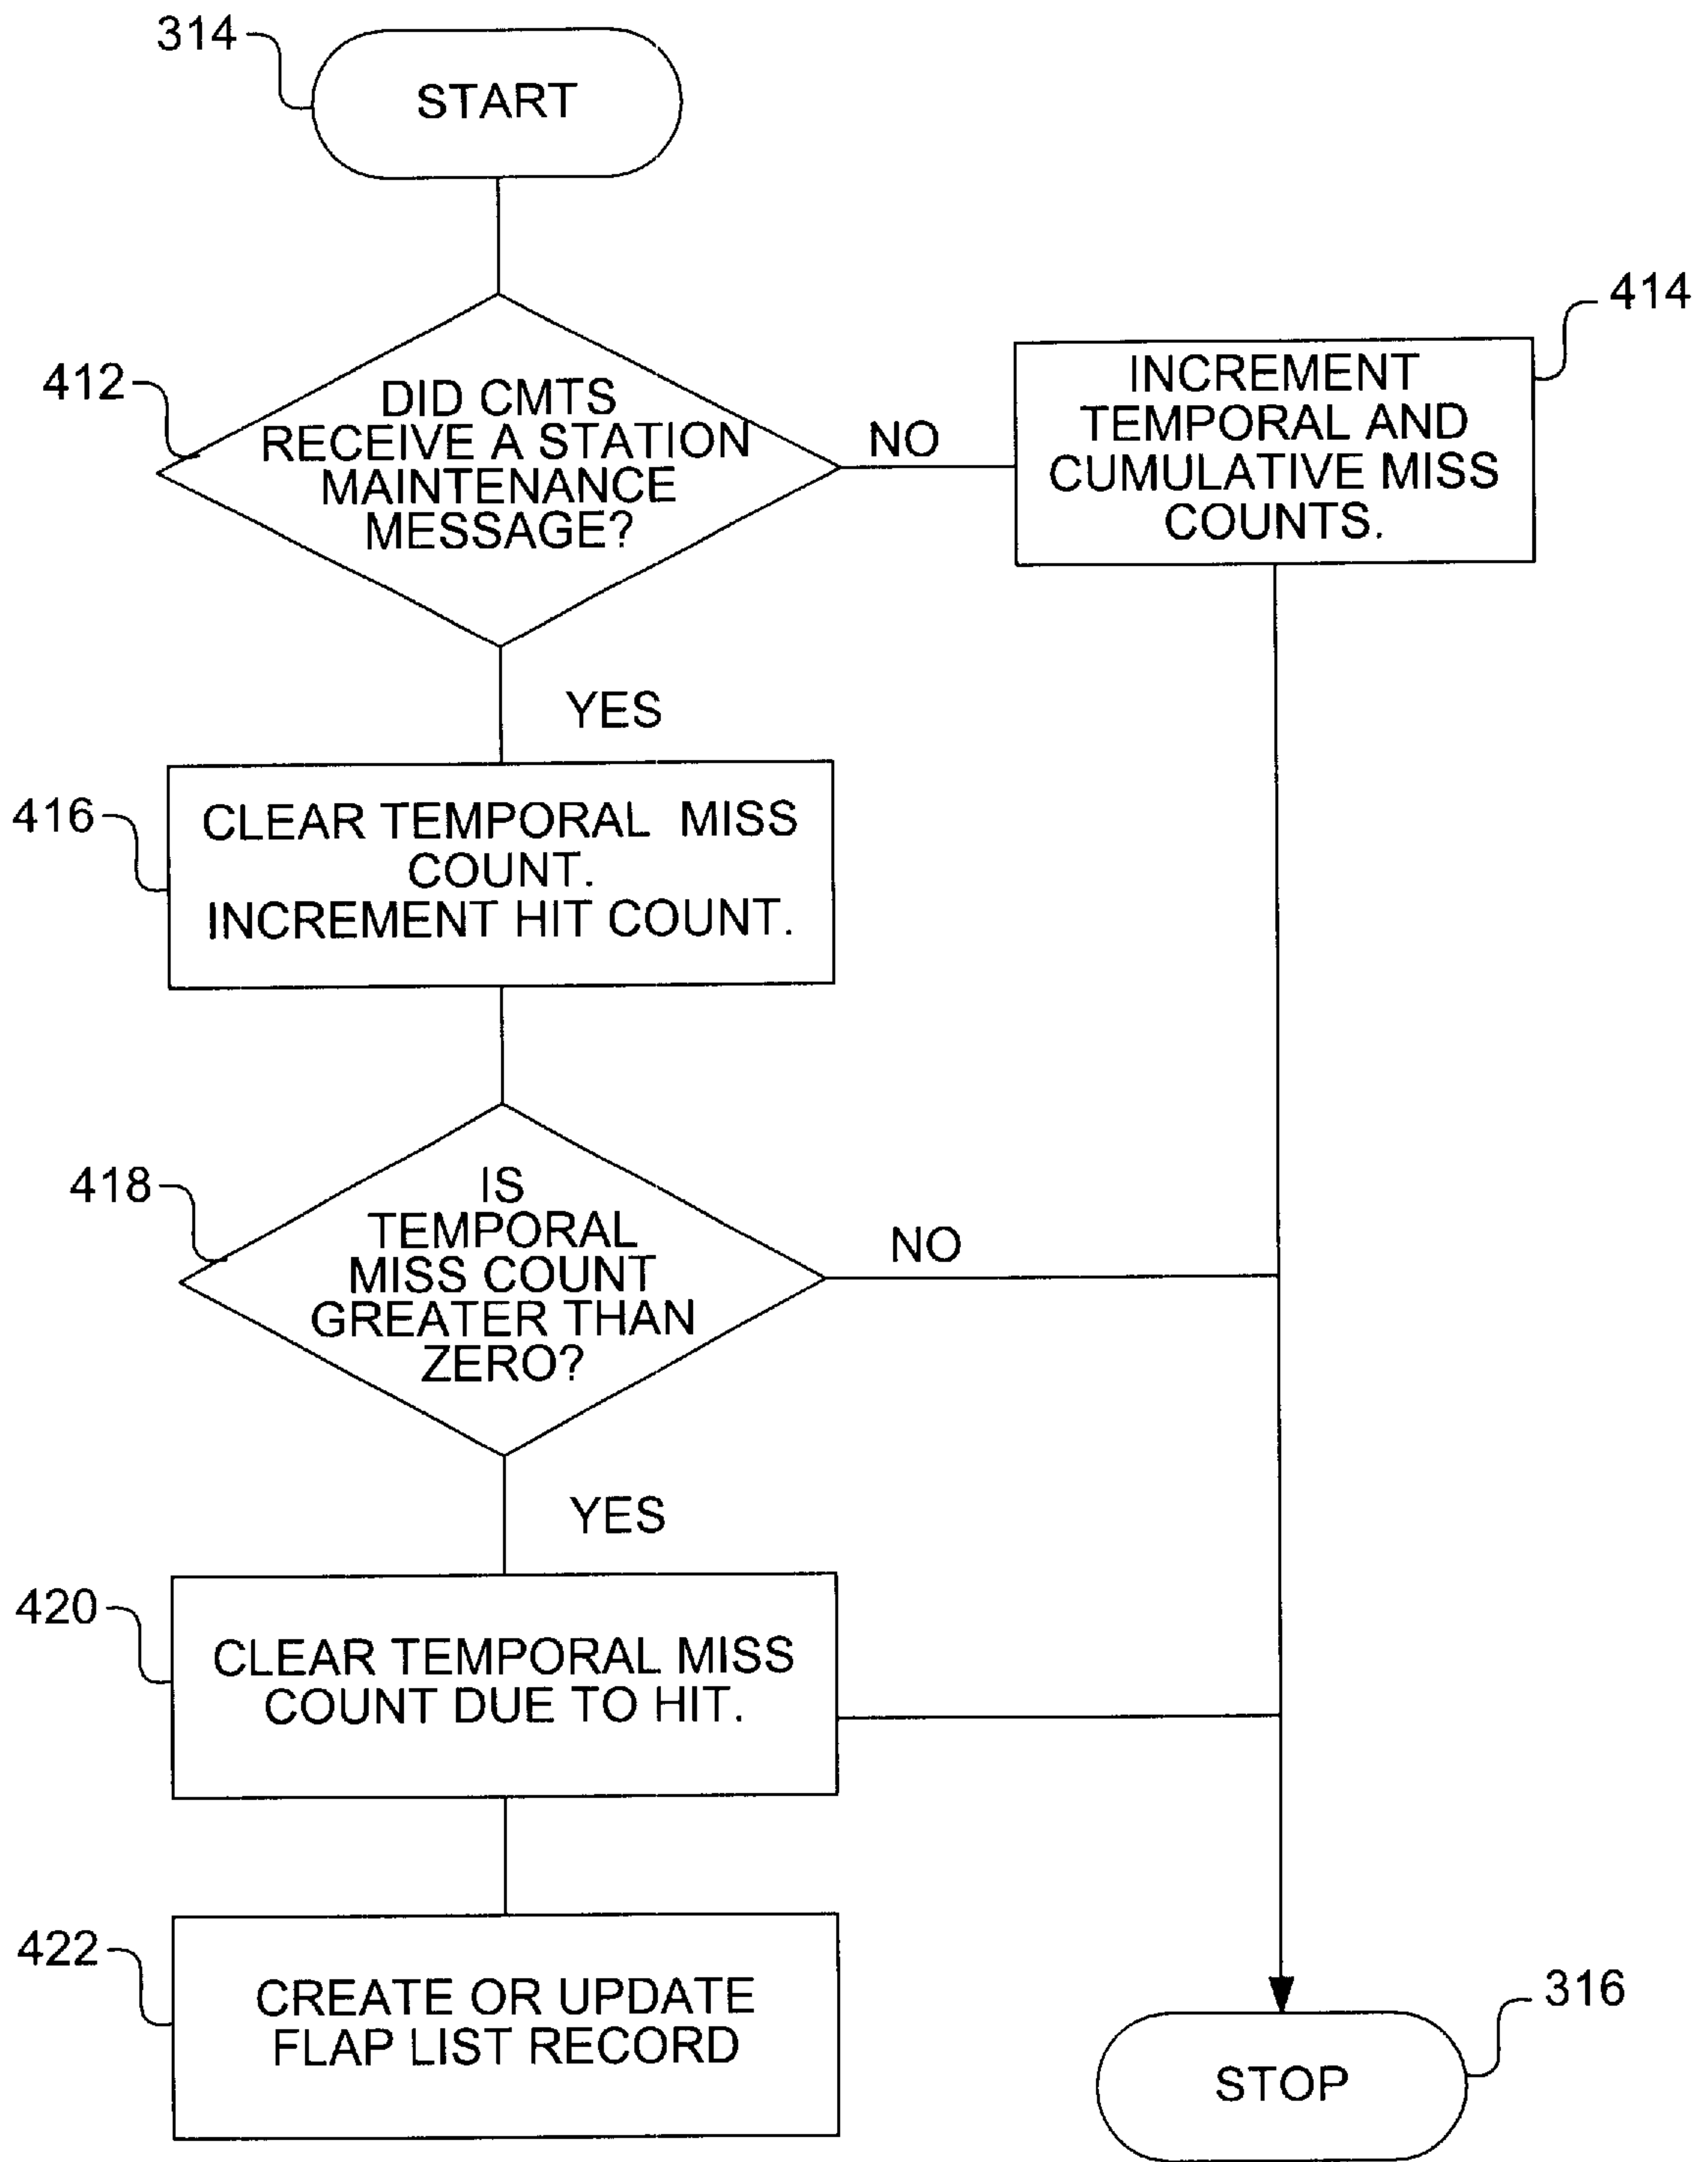 314
START
412
DID CMTS
RECEIVE A STATION
MAINTENANCE
MESSAGE?
NO
414
INCREMENT
TEMPORAL AND
CUMULATIVE MISS
COUNTS.
YES
416
CLEAR TEMPORAL MISS
COUNT.
INCREMENT HIT COUNT.
418
IS
TEMPORAL
MISS COUNT
GREATER THAN
ZERO?
NO
YES
420
CLEAR TEMPORAL MISS
COUNT DUE TO HIT.
422
CREATE OR UPDATE
FLAP LIST RECORD
316
STOP